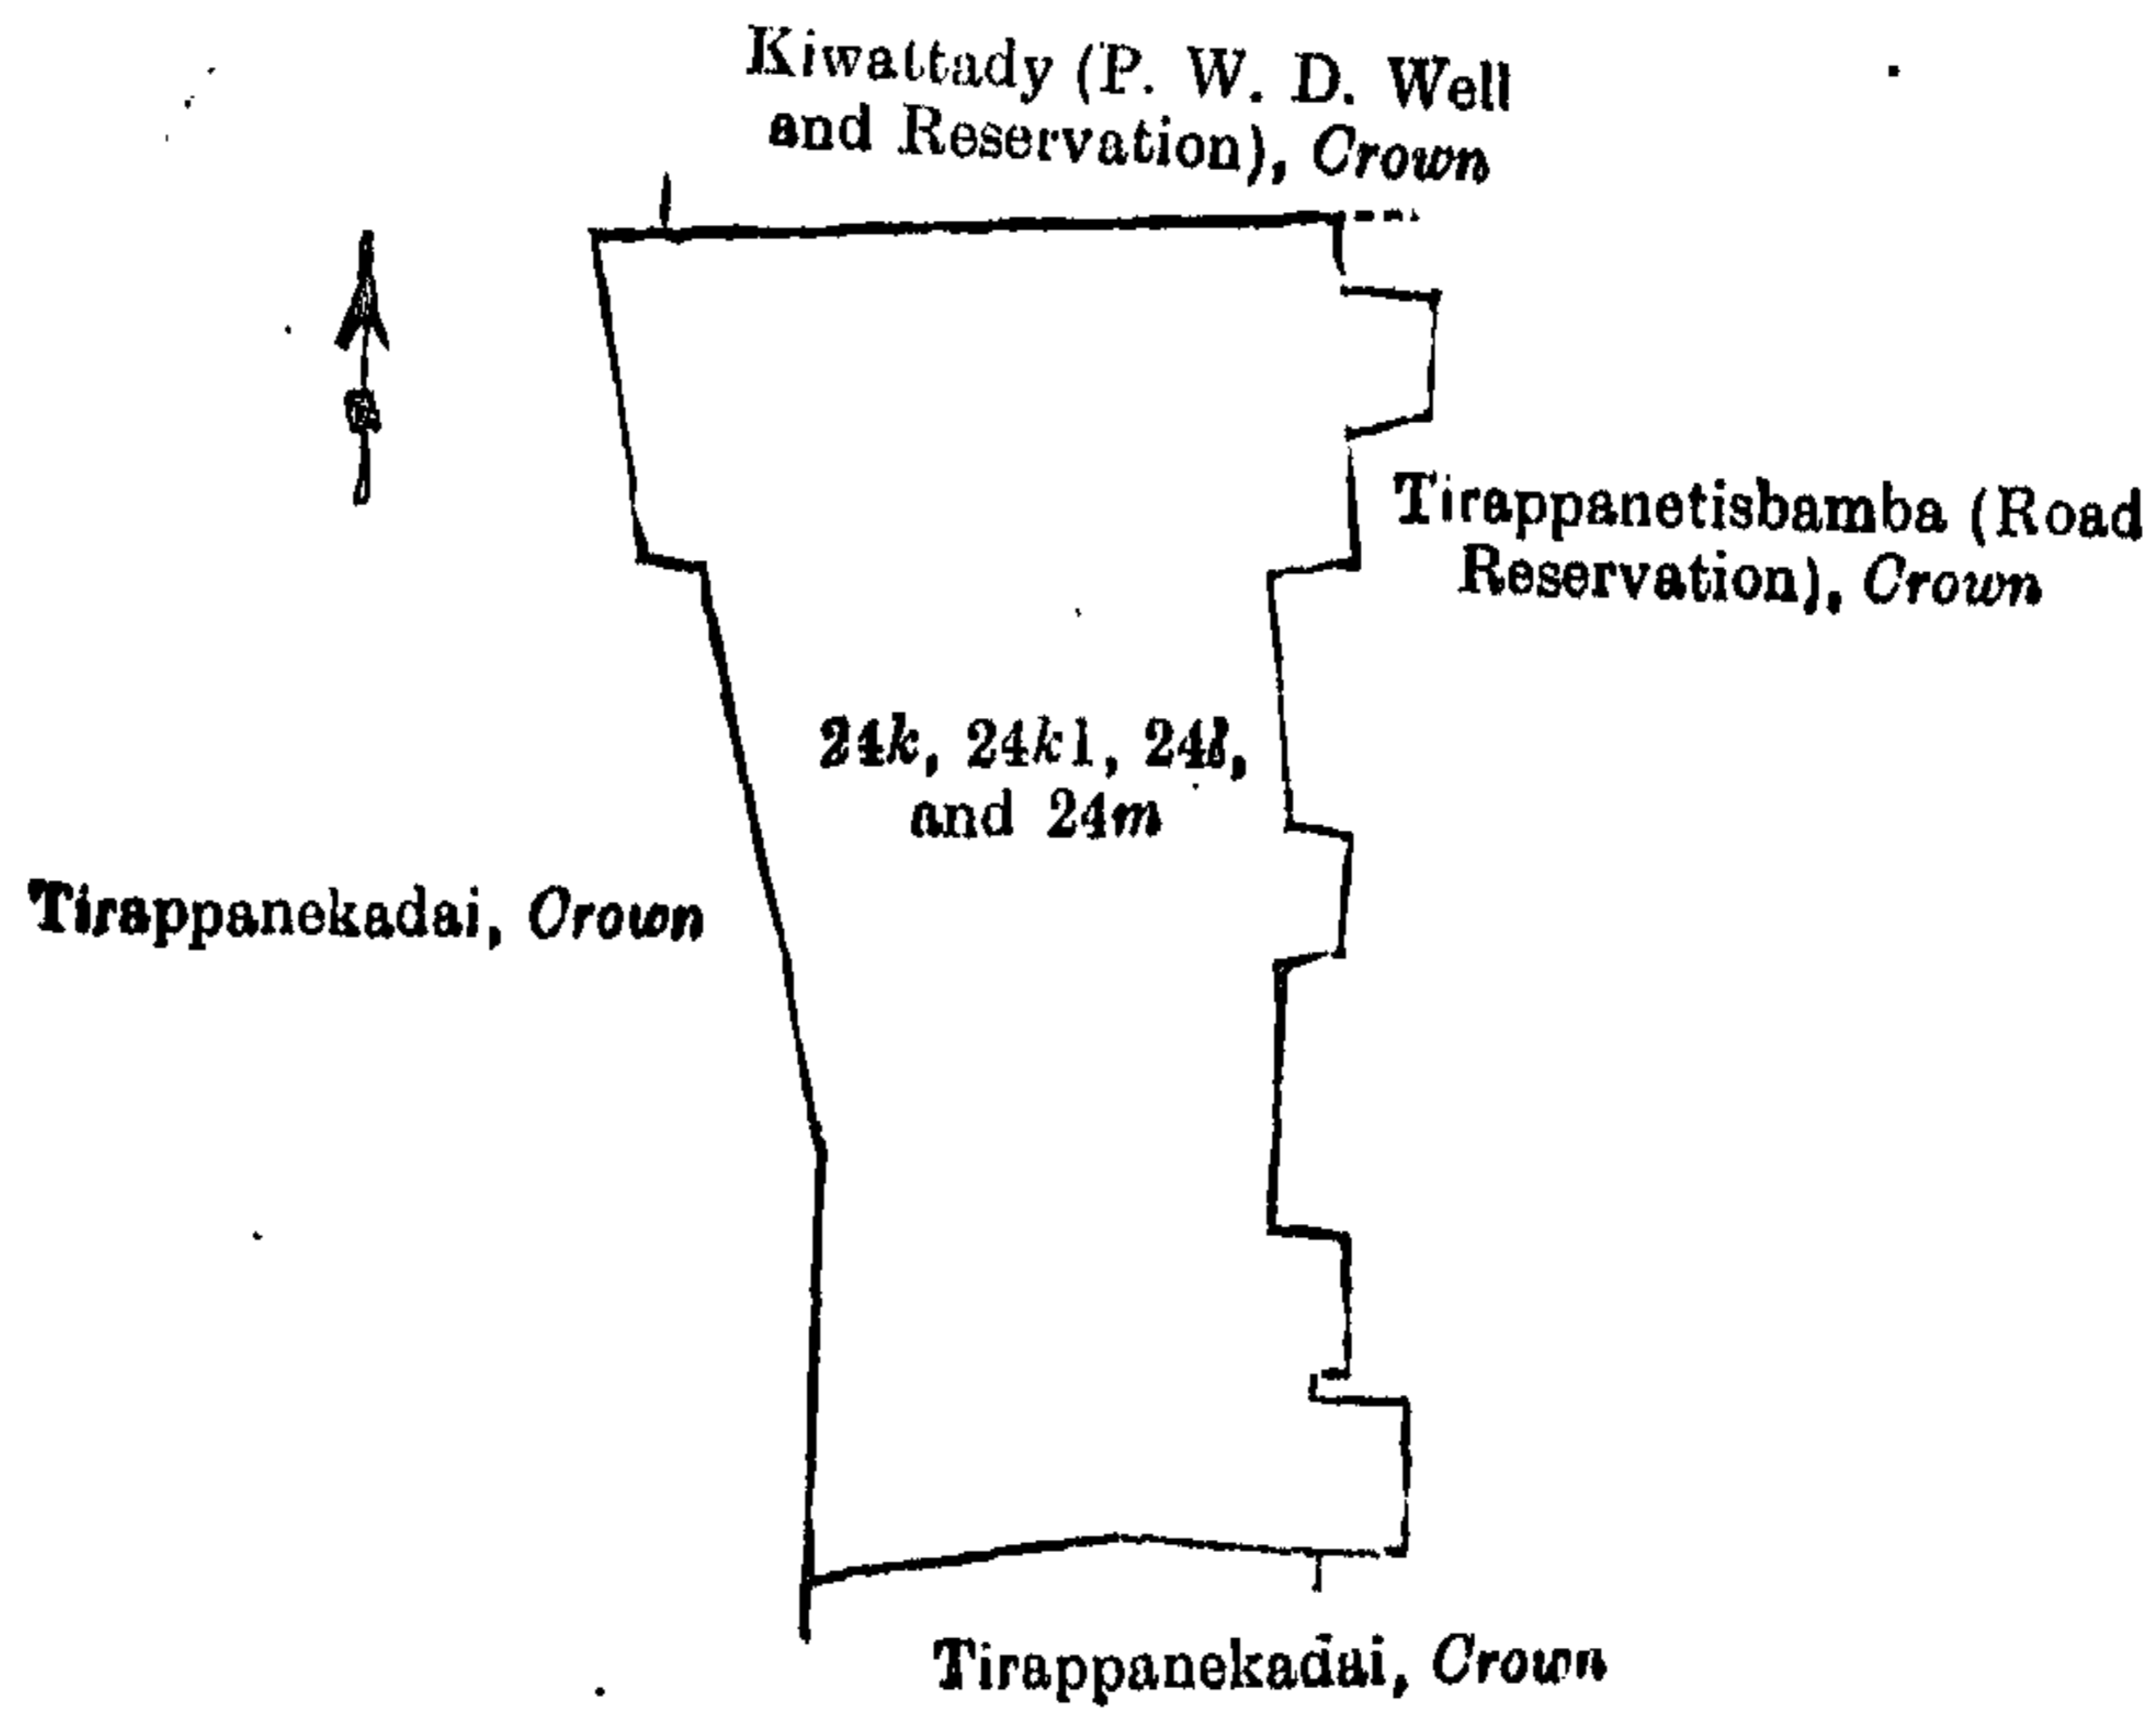 Kiwattady (P. W. D. Well
and Reservation), Crown
Tirappanetisbamba (Road
Reservation), Crown
24k, 24k1, 24l,
and 24m
Tirappanekadai, Crown
Tirappanekadai, Crown